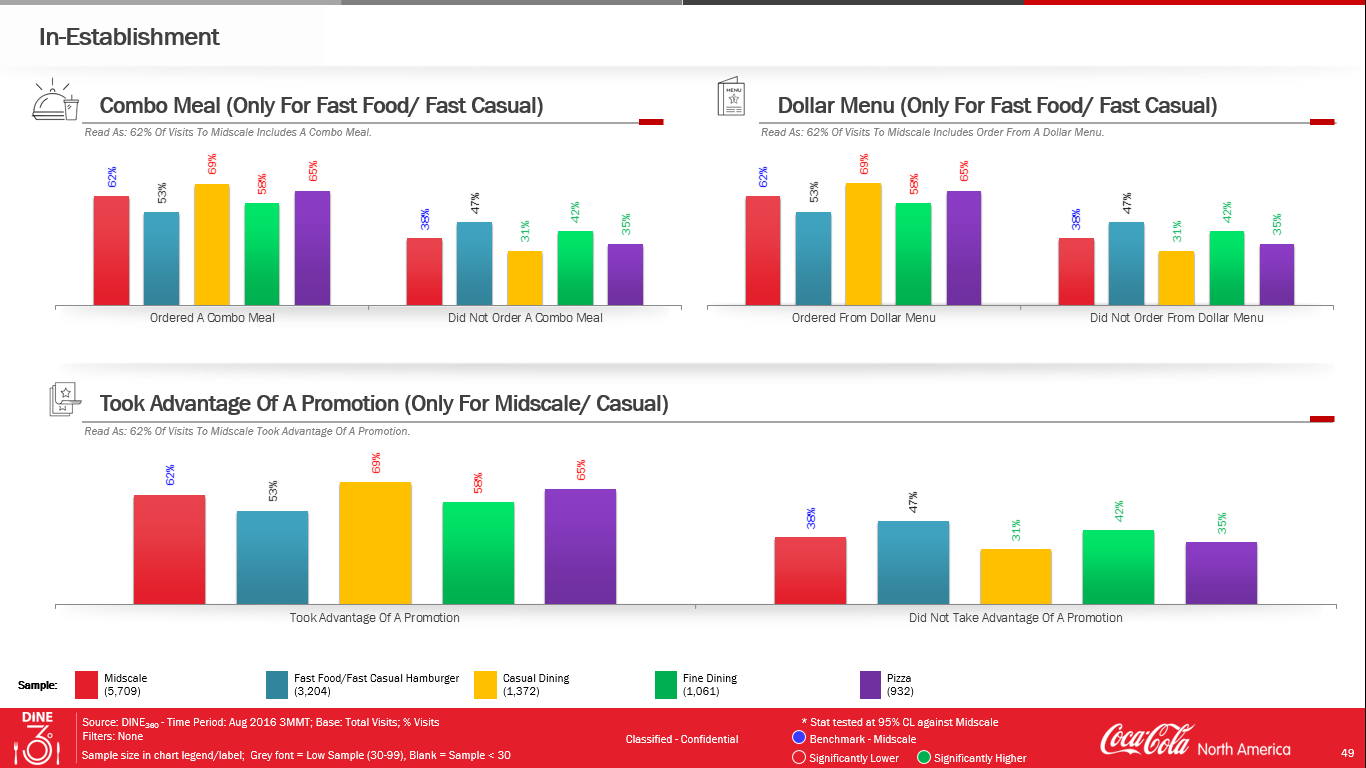 In-Establishment
Combo Meal (Only For Fast Food/ Fast Casual)
Read As: 62% Of Visits To Midscale Includes A Combo Meal.
62%
53%
69%
58%
65%
38%
47%
31%
42%
35%
Ordered A Combo Meal
Did Not Order A Combo Meal
MENU
Dollar Menu (Only For Fast Food/ Fast Casual)
Read As: 62% Of Visits To Midscale Includes Order From A Dollar Menu.
62%
53%
69%
58%
65%
38%
47%
31%
42%
35%
Ordered From Dollar Menu
Did Not Order From Dollar Menu
Took Advantage Of A Promotion (Only For Midscale/ Casual)
Read As: 62% Of Visits To Midscale Took Advantage Of A Promotion.
62%
53%
69%
58%
65%
38%
47%
31%
42%
35%
Took Advantage Of A Promotion
Did Not Take Advantage Of A Promotion
Sample:
Midscale
(5,709)
Fast Food/Fast Casual Hamburger
(3,204)
Casual Dining
(1,372)
Fine Dining
(1,061)
Pizza
(932)
DINE
36°
Source: DINE360 - Time Period: Aug 2016 3MMT; Base: Total Visits; % Visits
Filters: None
Sample size in chart legend/label; Grey font = Low Sample (30-99), Blank = Sample < 30
Classified - Confidential
* Stat tested at 95% CL against Midscale
Benchmark - Midscale
Significantly Lower
Significantly Higher
Coca-Cola North America
49